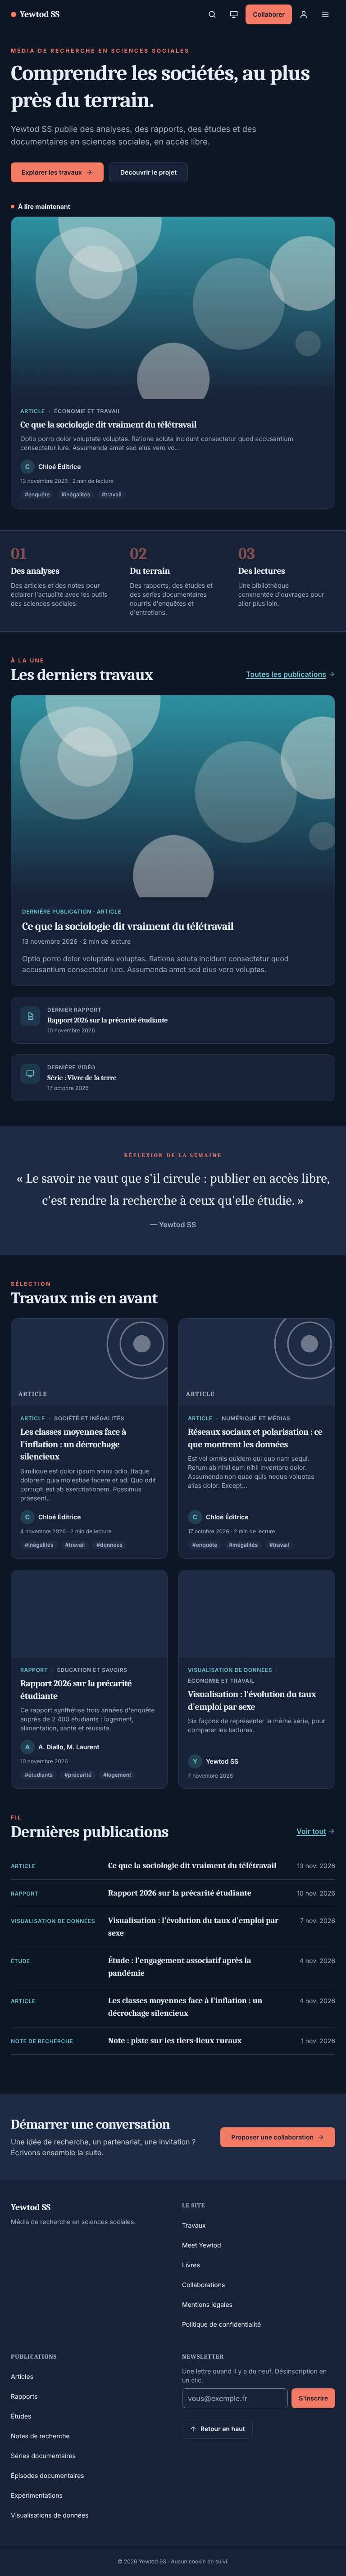 Yewtod SS
Collaborer
MÉDIA DE RECHERCHE EN SCIENCES SOCIALES
Comprendre les sociétés, au plus
près du terrain.
Yewtod SS publie des analyses, des rapports, des études et des
documentaires en sciences sociales, en accès libre.
Explorer les travaux →
Découvrir le projet
À lire maintenant
ARTICLE · ÉCONOMIE ET TRAVAIL
Ce que la sociologie dit vraiment du télétravail
Optio porro dolor voluptate voluptas. Ratione soluta incidunt consectetur quod accusantium
consectetur iure. Assumenda amet sed eius vero vo…
C
Chloé Éditrice
13 novembre 2026 · 2 min de lecture
#enquête #inégalités #travail
01
Des analyses
Des articles et des notes pour
éclairer l'actualité avec les outils
des sciences sociales.
02
Du terrain
Des rapports, des études et
des séries documentaires
nourris d'enquêtes et
d'entretiens.
03
Des lectures
Une bibliothèque
commentée d'ouvrages pour
aller plus loin.
À LA UNE
Les derniers travaux
Toutes les publications →
DERNIÈRE PUBLICATION · ARTICLE
Ce que la sociologie dit vraiment du télétravail
13 novembre 2026 · 2 min de lecture
Optio porro dolor voluptate voluptas. Ratione soluta incidunt consectetur quod
accusantium consectetur iure. Assumenda amet sed eius vero voluptas.
DERNIER RAPPORT
Rapport 2026 sur la précarité étudiante
10 novembre 2026
DERNIÈRE VIDÉO
Série : Vivre de la terre
17 octobre 2026
RÉFLEXION DE LA SEMAINE
« Le savoir ne vaut que s'il circule : publier en accès libre,
c'est rendre la recherche à ceux qu'elle étudie. »
— Yewtod SS
SÉLECTION
Travaux mis en avant
ARTICLE
ARTICLE · SOCIÉTÉ ET INÉGALITÉS
Les classes moyennes face à
l'inflation : un décrochage
silencieux
Similique est dolor ipsum animi odio. Itaque
dolorem quia molestiae facere et ad. Quo odit
corrupti est ab exercitationem. Possimus
praesent…
C
Chloé Éditrice
4 novembre 2026 · 2 min de lecture
#inégalités #travail #données
ARTICLE
ARTICLE · NUMÉRIQUE ET MÉDIAS
Réseaux sociaux et polarisation : ce
que montrent les données
Est vel omnis quidem qui quo nam sequi.
Rerum ab nihil eum nihil inventore dolor.
Assumenda non quae quis neque voluptas
alias dolor. Except…
C
Chloé Éditrice
17 octobre 2026 · 2 min de lecture
#enquête #inégalités #travail
RAPPORT · ÉDUCATION ET SAVOIRS
Rapport 2026 sur la précarité
étudiante
Ce rapport synthétise trois années d'enquête
auprès de 2 400 étudiants : logement,
alimentation, santé et réussite.
A
A. Diallo, M. Laurent
10 novembre 2026
#étudiants #précarité #logement
VISUALISATION DE DONNÉES ·
ÉCONOMIE ET TRAVAIL
Visualisation : l'évolution du taux
d'emploi par sexe
Six façons de représenter la même série, pour
comparer les lectures.
Y
Yewtod SS
7 novembre 2026
FIL
Dernières publications
Voir tout →
ARTICLE
Ce que la sociologie dit vraiment du télétravail
13 nov. 2026
RAPPORT
Rapport 2026 sur la précarité étudiante
10 nov. 2026
VISUALISATION DE DONNÉES
Visualisation : l'évolution du taux d'emploi par
sexe
7 nov. 2026
ÉTUDE
Étude : l'engagement associatif après la
pandémie
4 nov. 2026
ARTICLE
Les classes moyennes face à l'inflation : un
décrochage silencieux
4 nov. 2026
NOTE DE RECHERCHE
Note : piste sur les tiers-lieux ruraux
1 nov. 2026
Démarrer une conversation
Une idée de recherche, un partenariat, une invitation ?
Écrivons ensemble la suite.
Proposer une collaboration →
Yewtod SS
Média de recherche en sciences sociales.
LE SITE
Travaux
Meet Yewtod
Livres
Collaborations
Mentions légales
Politique de confidentialité
PUBLICATIONS
Articles
Rapports
Études
Notes de recherche
Séries documentaires
Épisodes documentaires
Expérimentations
Visualisations de données
NEWSLETTER
Une lettre quand il y a du neuf. Désinscription en
un clic.
vous@exemple.fr
S'inscrire
↑ Retour en haut
© 2026 Yewtod SS · Aucun cookie de suivi.